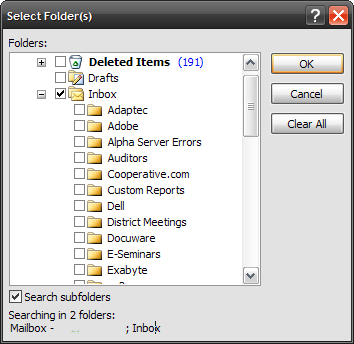 Select Folder(s)
Folders:
Deleted Items (191)
Drafts
Inbox
Adaptec
Adobe
Alpha Server Errors
Auditors
Cooperative.com
Custom Reports
Dell
District Meetings
Docuware
E-Seminars
Exabyte
OK
Cancel
Clear All
Search subfolders
Searching in 2 folders:
Mailbox - ; Inbox